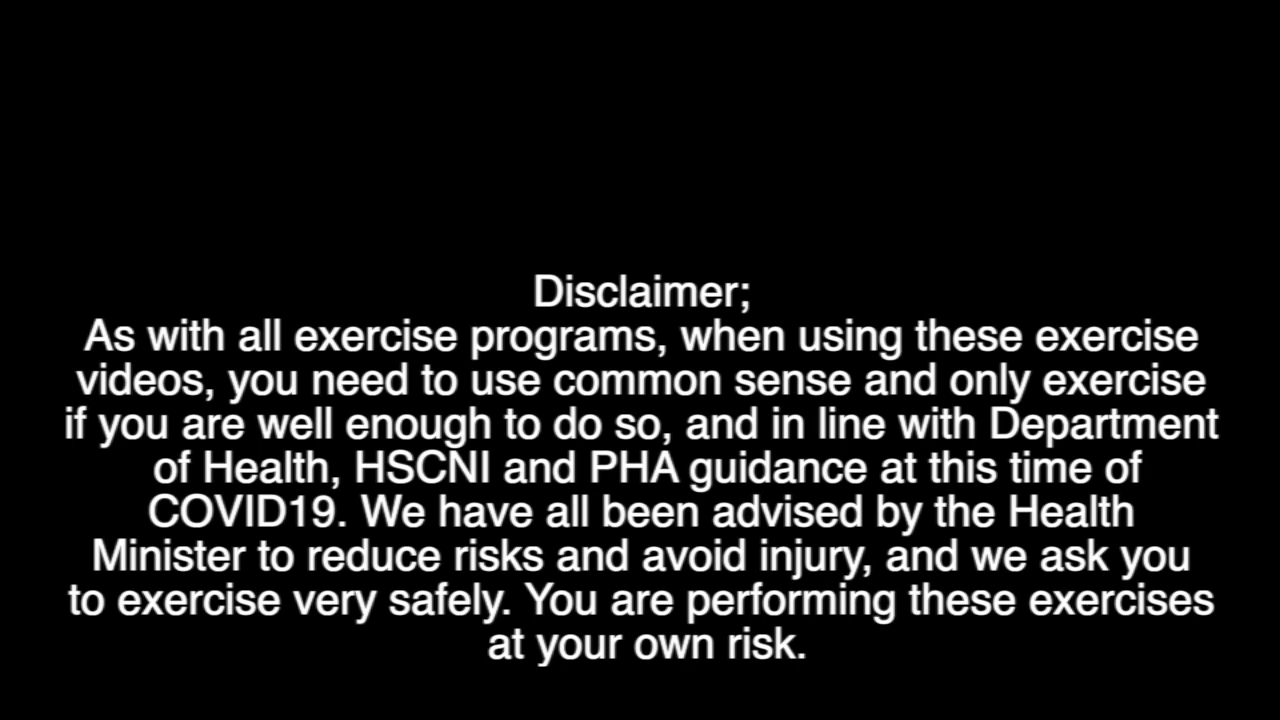 Disclaimer;
As with all exercise programs, when using these exercise
videos, you need to use common sense and only exercise
if you are well enough to do so, and in line with Department
of Health, HSCNI and PHA guidance at this time of
COVID19. We have all been advised by the Health
Minister to reduce risks and avoid injury, and we ask you
to exercise very safely. You are performing these exercises
at your own risk.